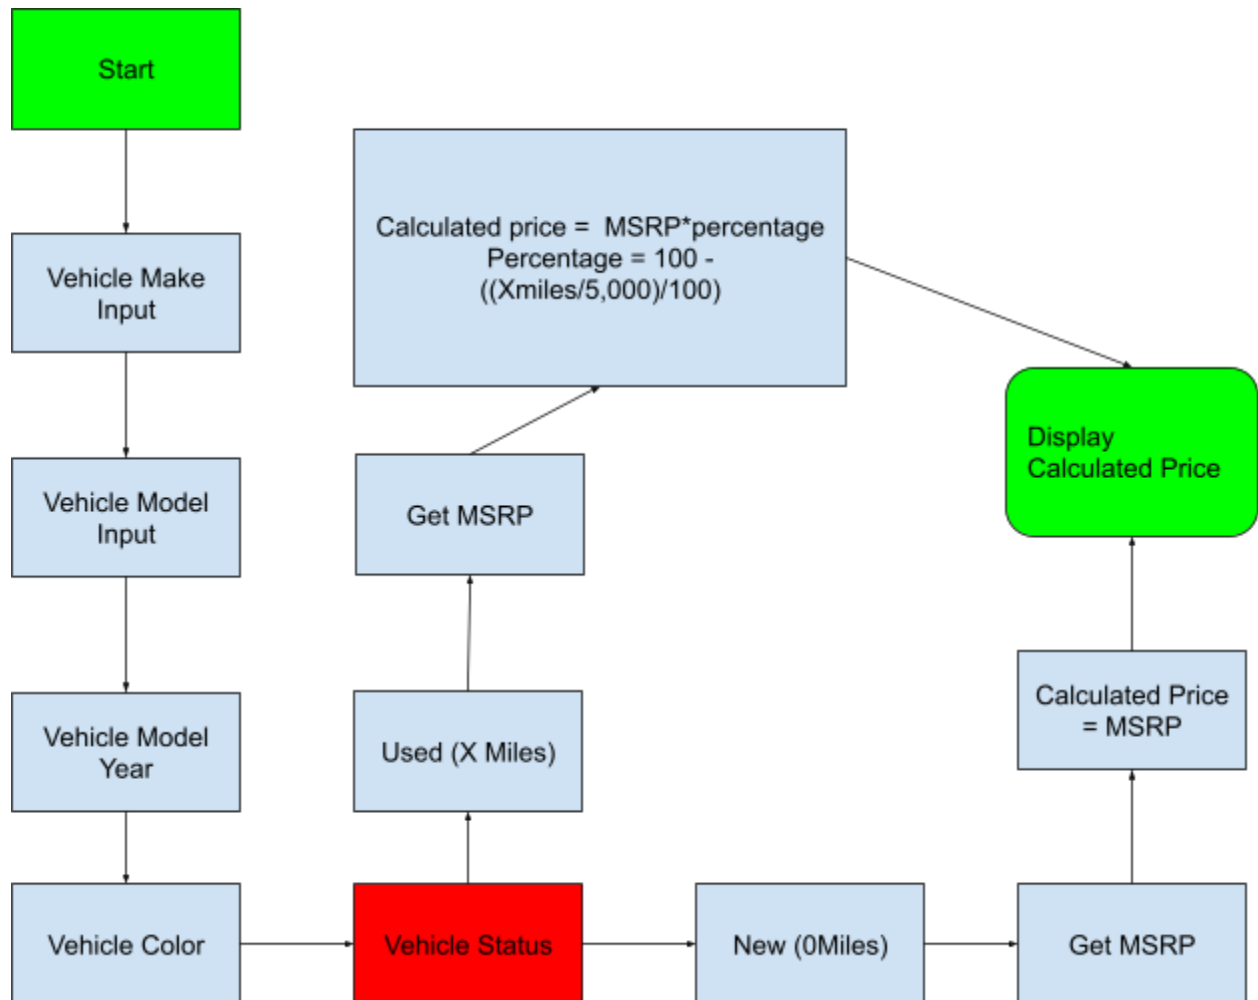 Start
Vehicle Make
Input
Vehicle Model
Input
Vehicle Model
Year
Vehicle Color
Vehicle Status
Used (X Miles)
Get MSRP
Calculated price =  MSRP*percentage
Percentage = 100 -
((Xmiles/5,000)/100)
New (0Miles)
Get MSRP
Calculated Price
= MSRP
Display
Calculated Price